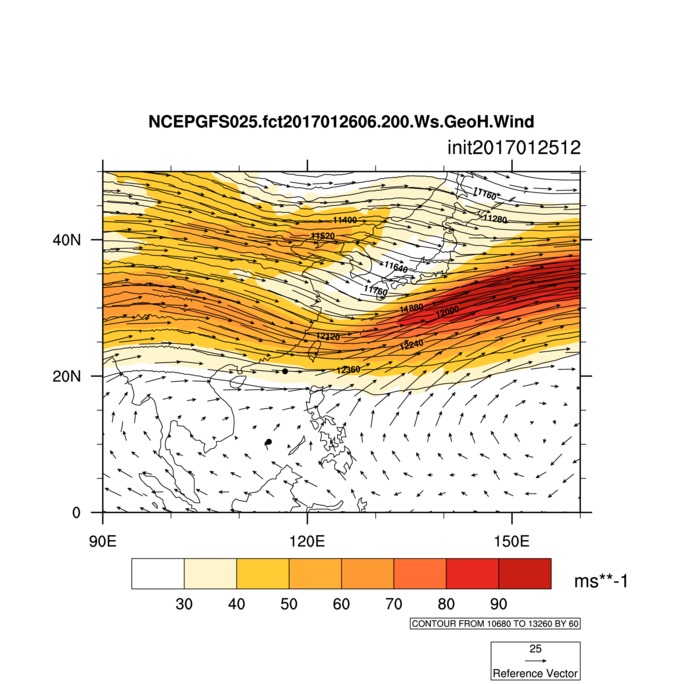 NCEPGFS025.fct2017012606.200.Ws.GeoH.Wind
init2017012512
11160
11280
11400
40N
11520
11640
11760
11880
12000
12120
12240
12360
20N
0
90E 120E 150E
ms**-1
30 40 50 60 70 80 90
CONTOUR FROM 10680 TO 13260 BY 60
25
Reference Vector